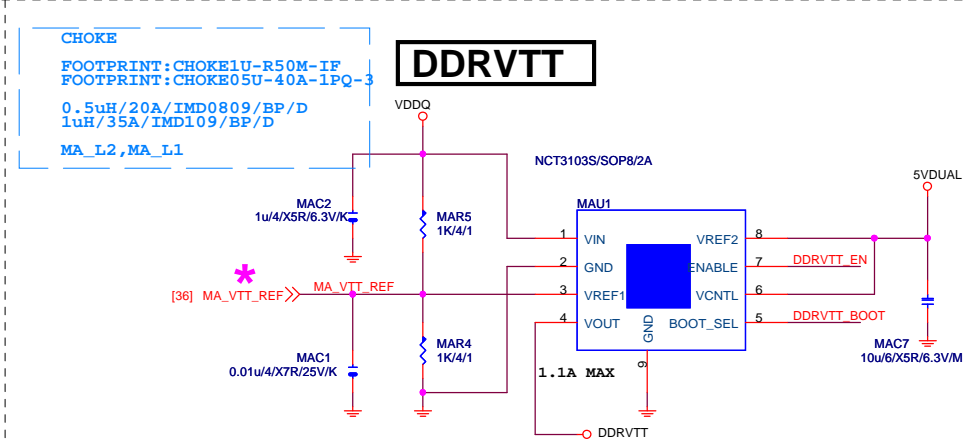 CHOKE
FOOTPRINT:CHOKE1U-R50M-IF
FOOTPRINT:CHOKE05U-40A-1PQ-3
0.5uH/20A/IMD0809/BP/D
1uH/35A/IMD109/BP/D
MA_L2,MA_L1
DDRVTT
VDDQ
NCT3103S/SOP8/2A
5VDUAL
MAC2
1u/4/X5R/6.3V/K
MAR5
1K/4/1
MAU1
1 VIN VREF2 8
2 GND ENABLE 7 DDRVTT_EN
[36] MA_VTT_REF MA_VTT_REF 3 VREF1 VCNTL 6
4 VOUT BOOT_SEL 5 DDRVTT_BOOT
GND
9
MAR4
1K/4/1
MAC1
0.01u/4/X7R/25V/K
1.1A MAX
MAC7
10u/6/X5R/6.3V/M
DDRVTT